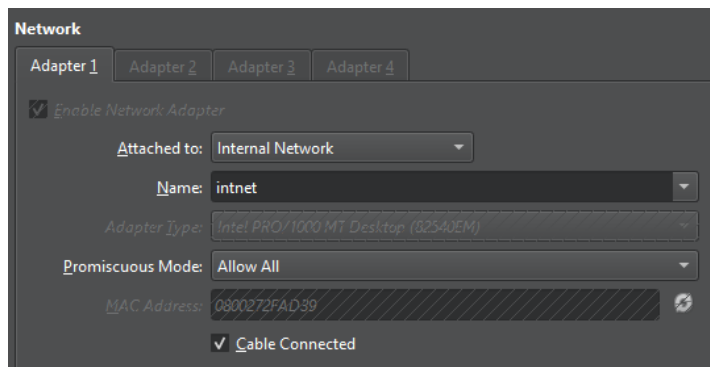 Network
Adapter 1 Adapter 2 Adapter 3 Adapter 4
Enable Network Adapter
Attached to: Internal Network
Name: intnet
Adapter Type: Intel PRO/1000 MT Desktop (82540EM)
Promiscuous Mode: Allow All
MAC Address: 0800272FAD39
Cable Connected